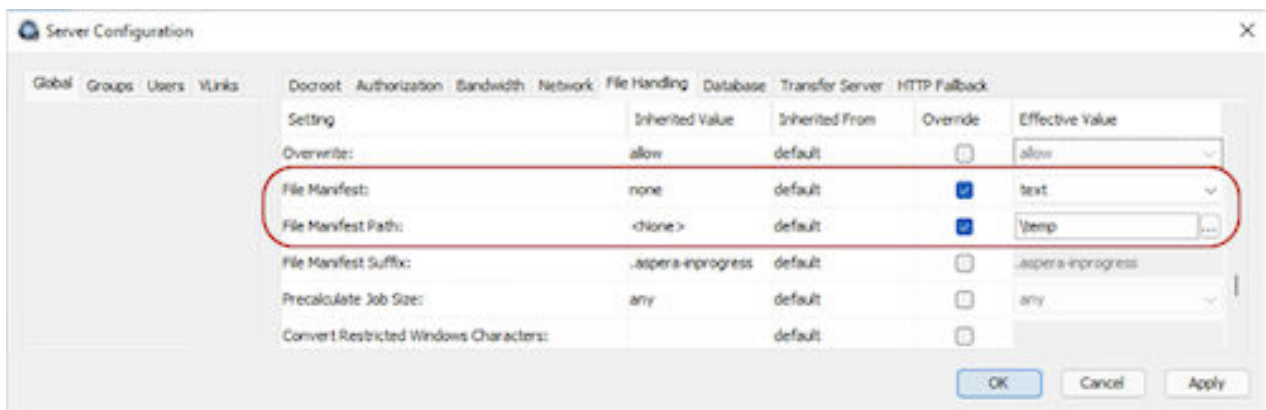 Server Configuration
Global Groups Users VLinks
Docroot Authorization Bandwidth Network File Handling Database Transfer Server HTTP Fallback
Setting Inherited Value Inherited From Override Effective Value
Overwrite: allow default allow
File Manifest: none default text
File Manifest Path: <None> default \temp ...
File Manifest Suffix: .aspera-inprogress default .aspera-inprogress
Precalculate Job Size: any default any
Convert Restricted Windows Characters: default
OK Cancel Apply